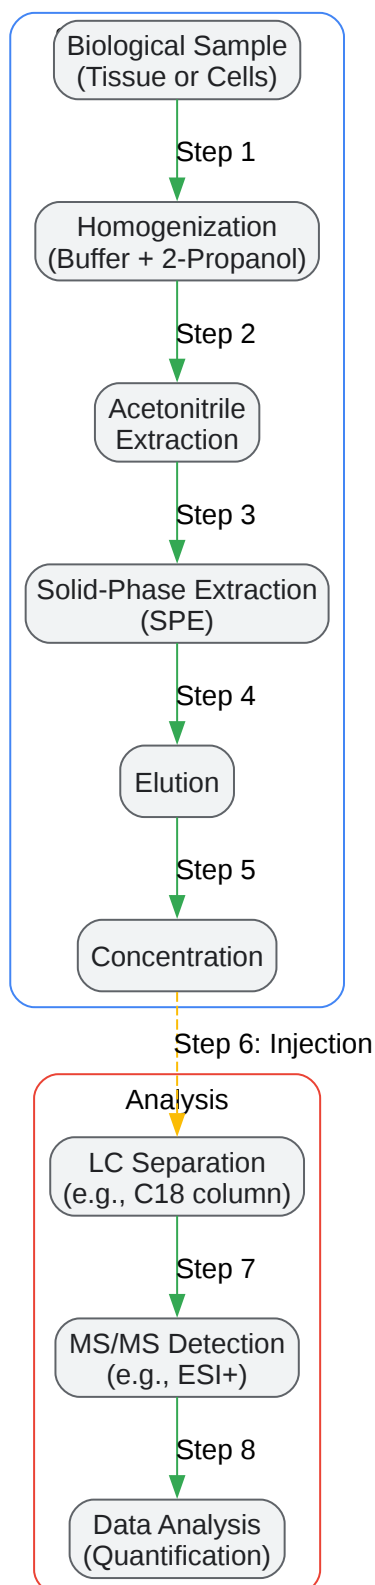 Biological Sample
(Tissue or Cells)
Step 1
Homogenization
(Buffer + 2-Propanol)
Step 2
Acetonitrile
Extraction
Step 3
Solid-Phase Extraction
(SPE)
Step 4
Elution
Step 5
Concentration
Step 6: Injection
Analysis
LC Separation
(e.g., C18 column)
Step 7
MS/MS Detection
(e.g., ESI+)
Step 8
Data Analysis
(Quantification)